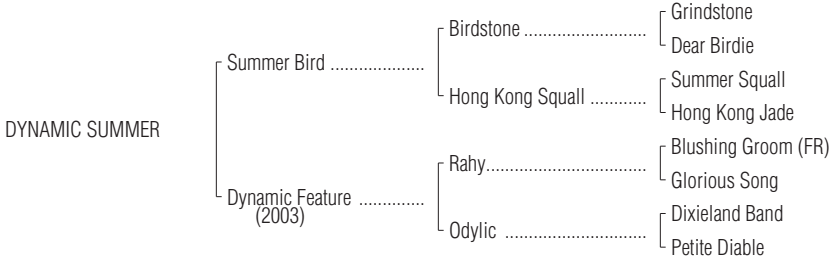 Grindstone
Birdstone ..........................
Dear Birdie
Summer Bird ....................
Summer Squall
Hong Kong Squall ............
Hong Kong Jade
DYNAMIC SUMMER
Blushing Groom (FR)
Rahy..................................
Glorious Song
Dynamic Feature ..............
(2003)
Dixieland Band
Odylic ..............................
Petite Diable